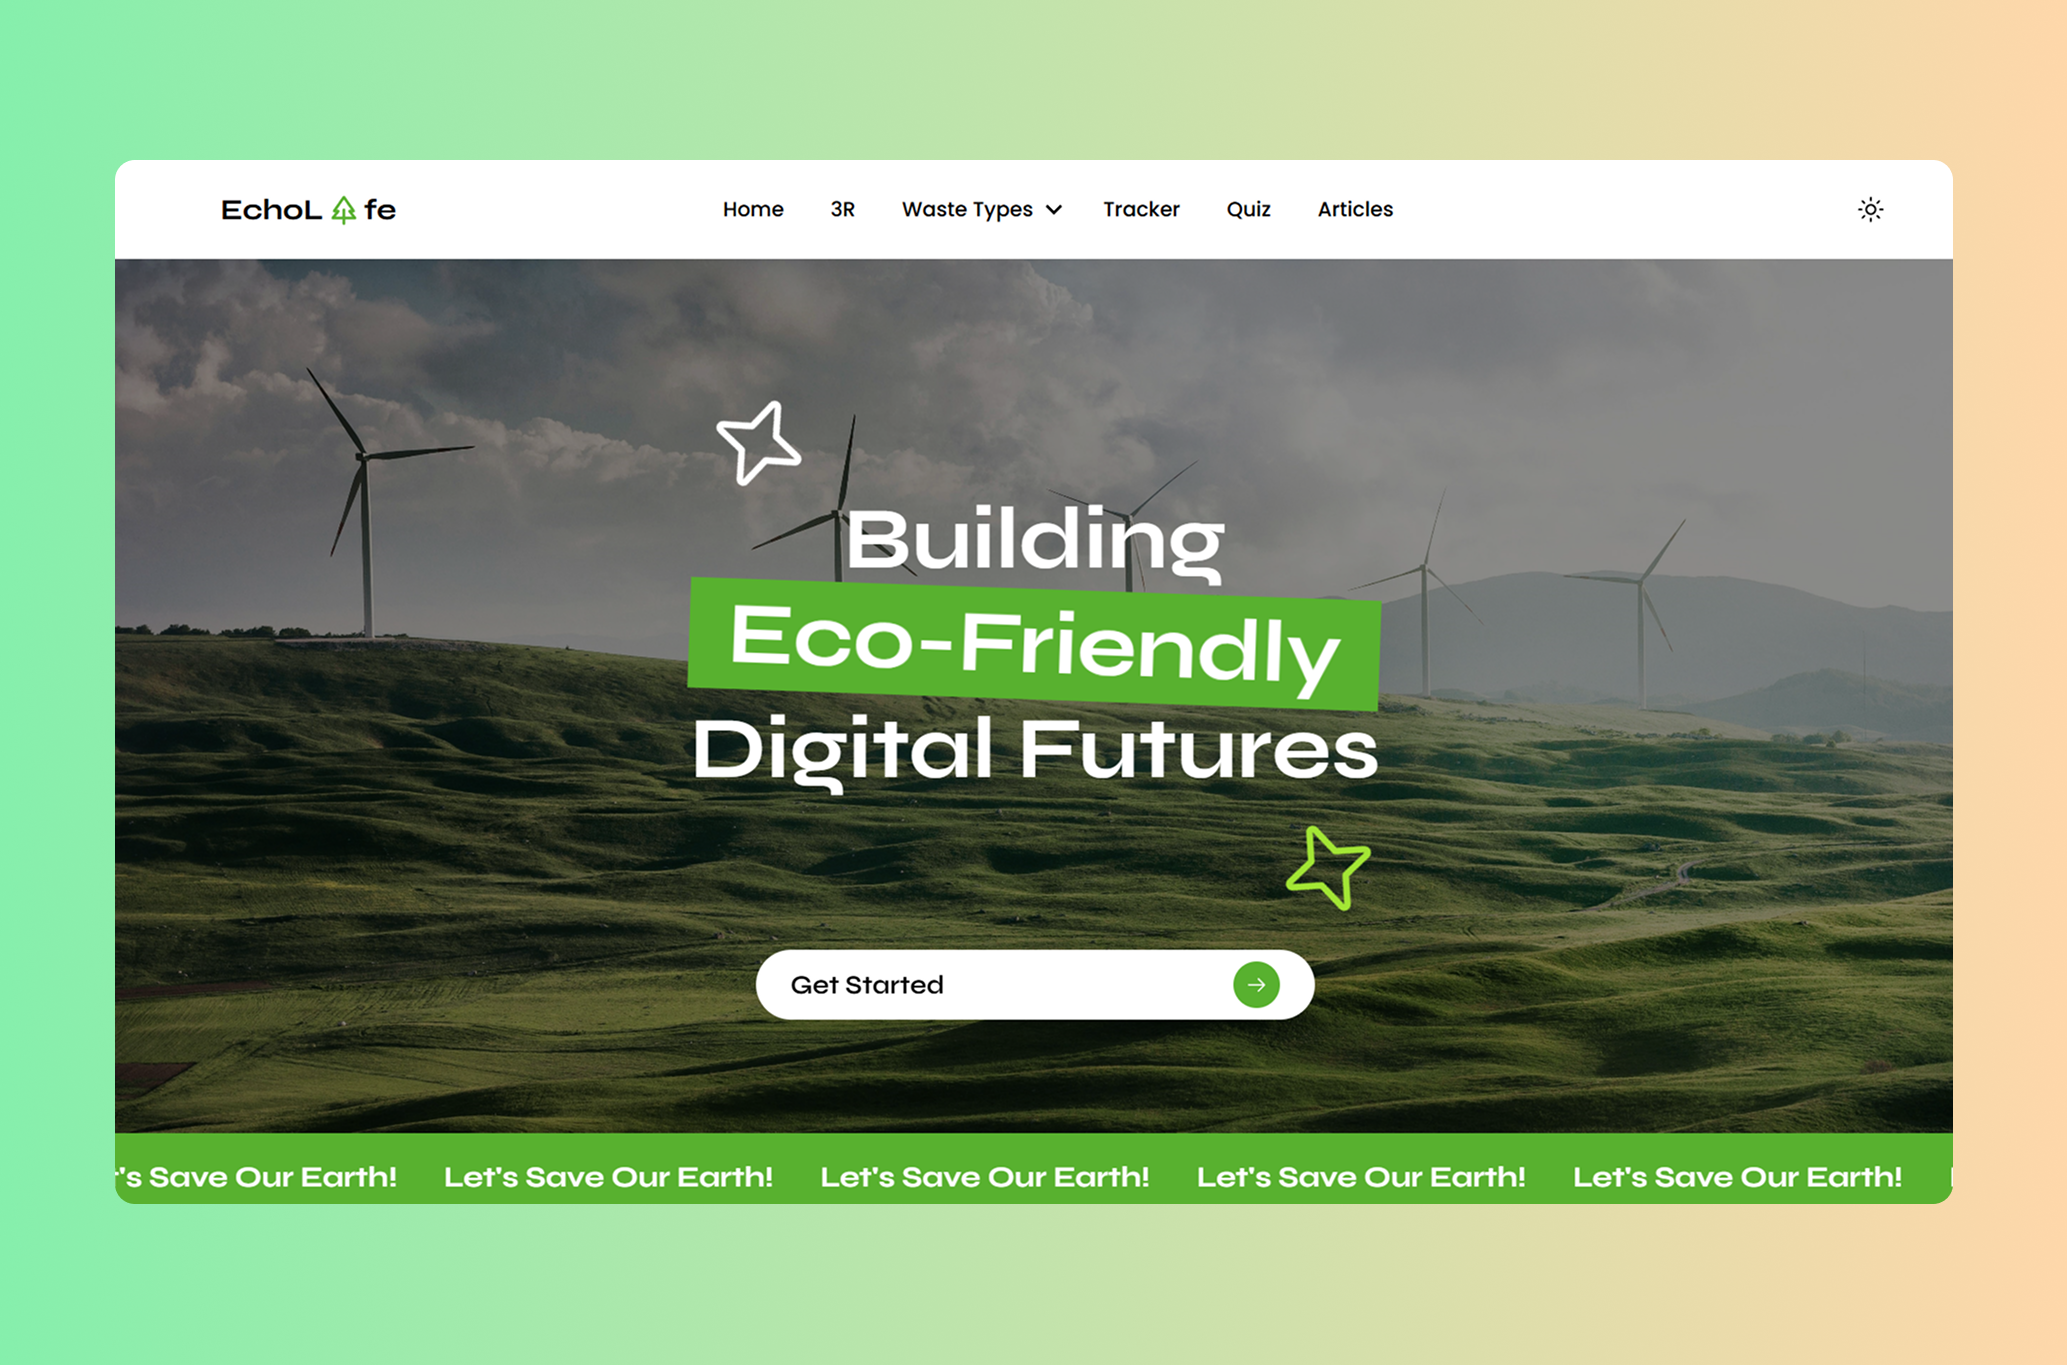 EchoL fe
Home 3R Waste Types Tracker Quiz Articles
Building
Eco-Friendly
Digital Futures
Get Started
's Save Our Earth! Let's Save Our Earth! Let's Save Our Earth! Let's Save Our Earth! Let's Save Our Earth!